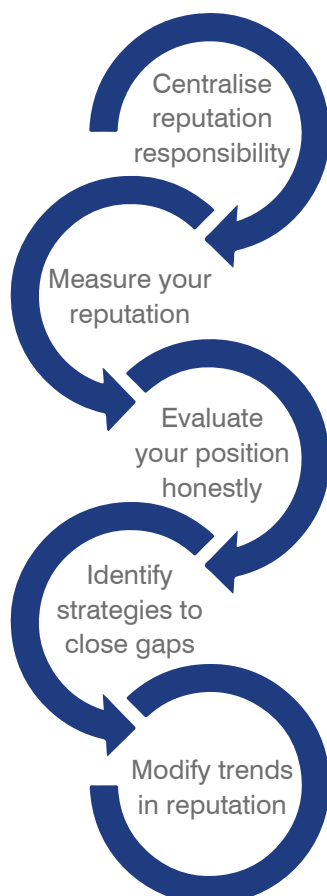 Centralise
reputation
responsibility
Measure your
reputation
Evaluate
your position
honestly
Identify
strategies to
close gaps
Modify trends
in reputation